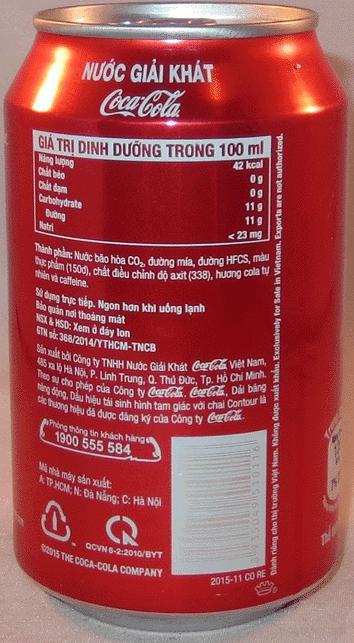 NƯỚC GIẢI KHÁT
Coca-Cola
GIÁ TRỊ DINH DƯỠNG TRONG 100 ml
Năng lượng 42 kcal
Chất béo 0 g
Chất đạm 0 g
Carbohydrate 11 g
Đường 11 g
Natri < 23 mg
Thành phần: Nước bão hòa CO₂, đường mía, đường HFCS, màu
thực phẩm (150d), chất điều chỉnh độ axit (338), hương cola tự
nhiên và caffeine.
Sử dụng trực tiếp. Ngon hơn khi uống lạnh
Bảo quản nơi thoáng mát
NSX & HSD: Xem ở đáy lon
GTN số: 368/2014/YTHCM-TNCB
Sản xuất bởi Công ty TNHH Nước Giải Khát Coca-Cola Việt Nam,
485 xa lộ Hà Nội, P. Linh Trung, Q. Thủ Đức, Tp. Hồ Chí Minh.
Theo sự cho phép của Công ty Coca-Cola. Coca-Cola, Dải băng
năng động, Dấu hiệu tái sinh hình tam giác với chai Contour là
các thương hiệu đã được đăng ký của Công ty Coca-Cola.
Phòng thông tin khách hàng
1900 555 584
Mã nhà máy sản xuất:
A: TP.HCM; N: Đà Nẵng; C: Hà Nội
QCVN 6-2:2010/BYT
©2015 THE COCA-COLA COMPANY
2015-11 CO RE
Dành riêng cho thị trường Việt Nam. Không được xuất khẩu. Exclusively for Sale in Vietnam. Exports are not authorized.